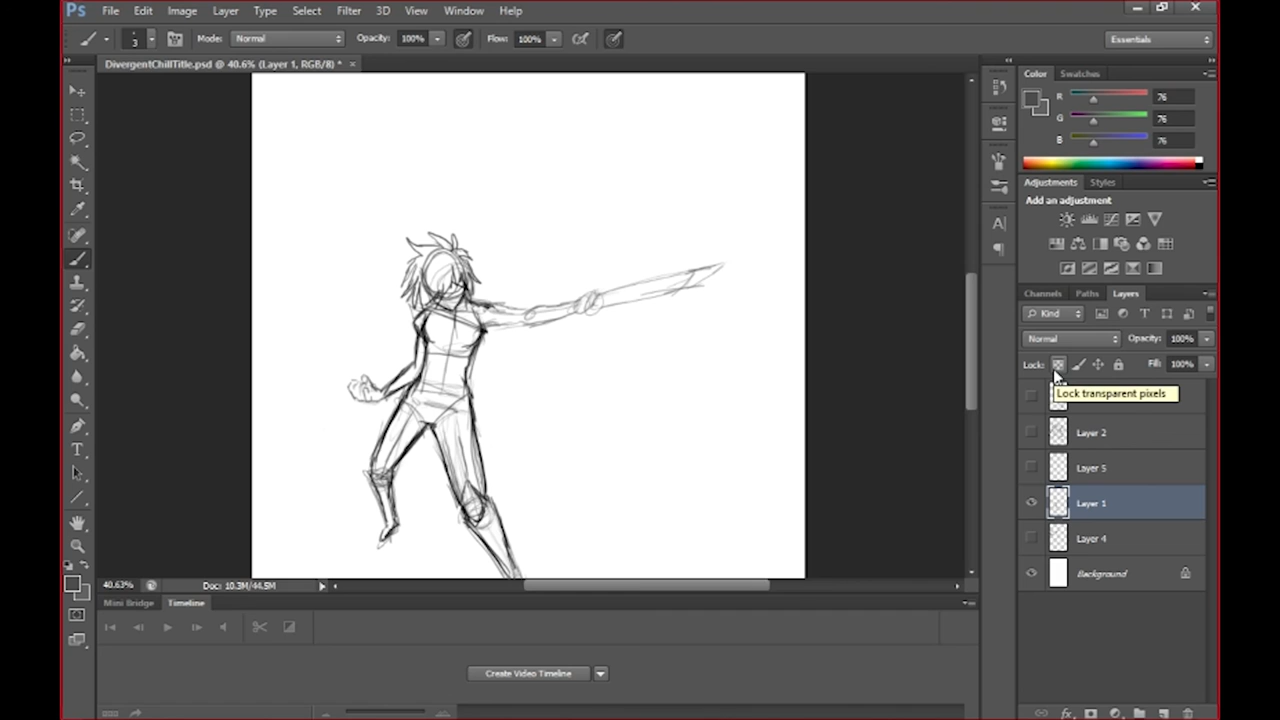 Ps File Edit Image Layer Type Select Filter 3D View Window Help
3 Mode: Normal Opacity: 100% Flow: 100% Essentials
DivergentChillTitle.psd @ 40.6% (Layer 1, RGB/8) * ×
Color Swatches
R 76
G 76
B 76
Adjustments Styles
Add an adjustment
Channels Paths Layers
Kind
Normal Opacity: 100%
Lock: Fill: 100%
Lock transparent pixels
Layer 2
Layer 5
Layer 1
Layer 4
Background
40.63% Doc: 10.3M/44.5M
Mini Bridge Timeline
Create Video Timeline